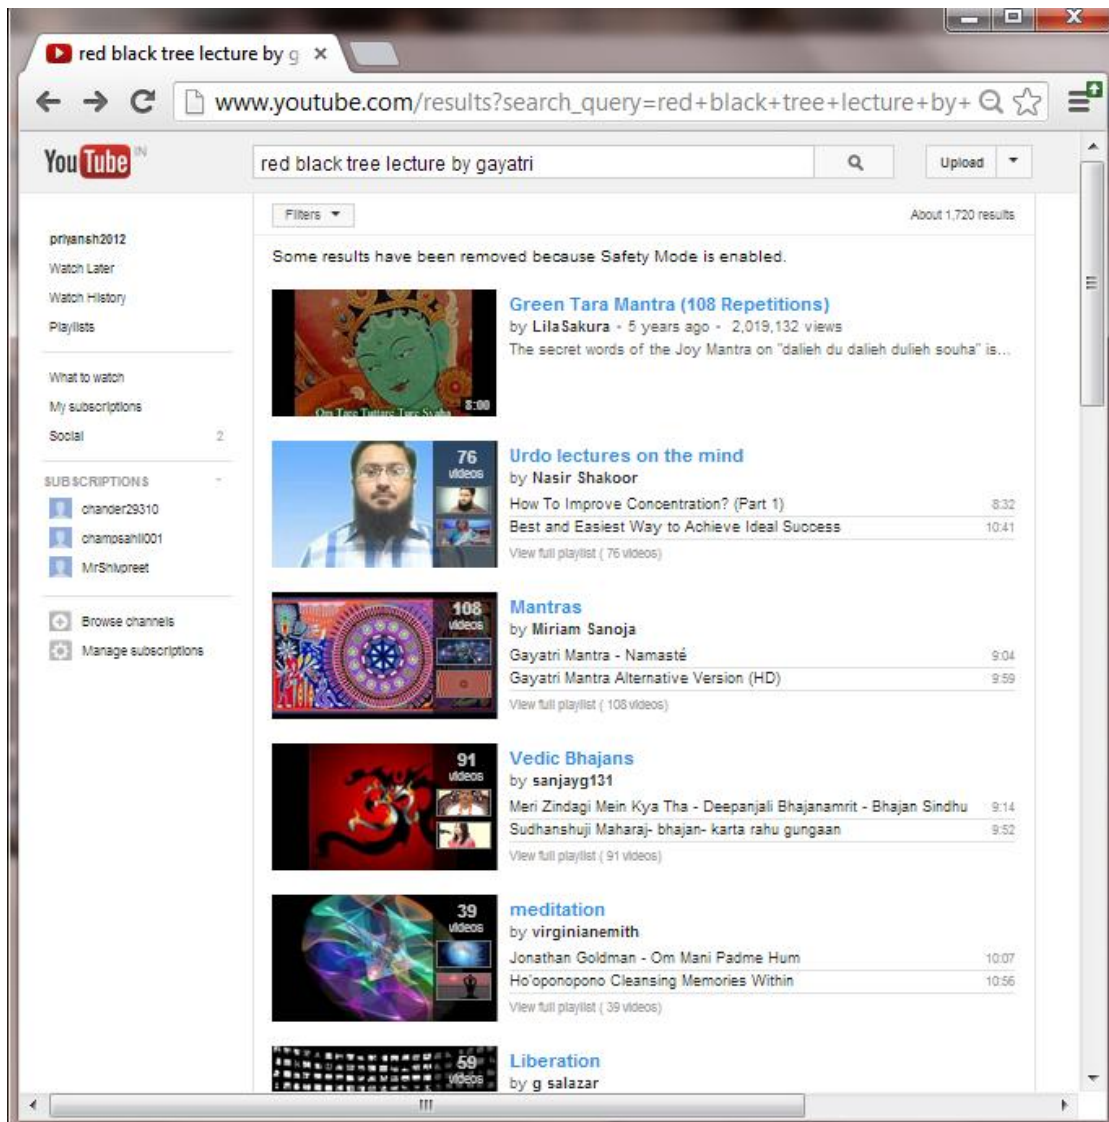 red black tree lecture by g
www.youtube.com/results?search_query=red+black+tree+lecture+by+
YouTube IN
red black tree lecture by gayatri
Upload
Filters
About 1,720 results
priyansh2012
Watch Later
Watch History
Playlists
What to watch
My subscriptions
Social 2
SUBSCRIPTIONS
chander29310
champsahil001
MrShivpreet
Browse channels
Manage subscriptions
Some results have been removed because Safety Mode is enabled.
Om Tare Tuttare Ture Svaha
8:00
Green Tara Mantra (108 Repetitions)
by LilaSakura • 5 years ago • 2,019,132 views
The secret words of the Joy Mantra on "dalieh du dalieh dulieh souha" is...
76
videos
Urdo lectures on the mind
by Nasir Shakoor
How To Improve Concentration? (Part 1) 8:32
Best and Easiest Way to Achieve Ideal Success 10:41
View full playlist ( 76 videos)
108
videos
Mantras
by Miriam Sanoja
Gayatri Mantra - Namasté 9:04
Gayatri Mantra Alternative Version (HD) 9:59
View full playlist ( 108 videos)
91
videos
Vedic Bhajans
by sanjayg131
Meri Zindagi Mein Kya Tha - Deepanjali Bhajanamrit - Bhajan Sindhu 9:14
Sudhanshuji Maharaj- bhajan- karta rahu gungaan 9:52
View full playlist ( 91 videos)
39
videos
meditation
by virginianemith
Jonathan Goldman - Om Mani Padme Hum 10:07
Ho'oponopono Cleansing Memories Within 10:56
View full playlist ( 39 videos)
59
videos
Liberation
by g salazar